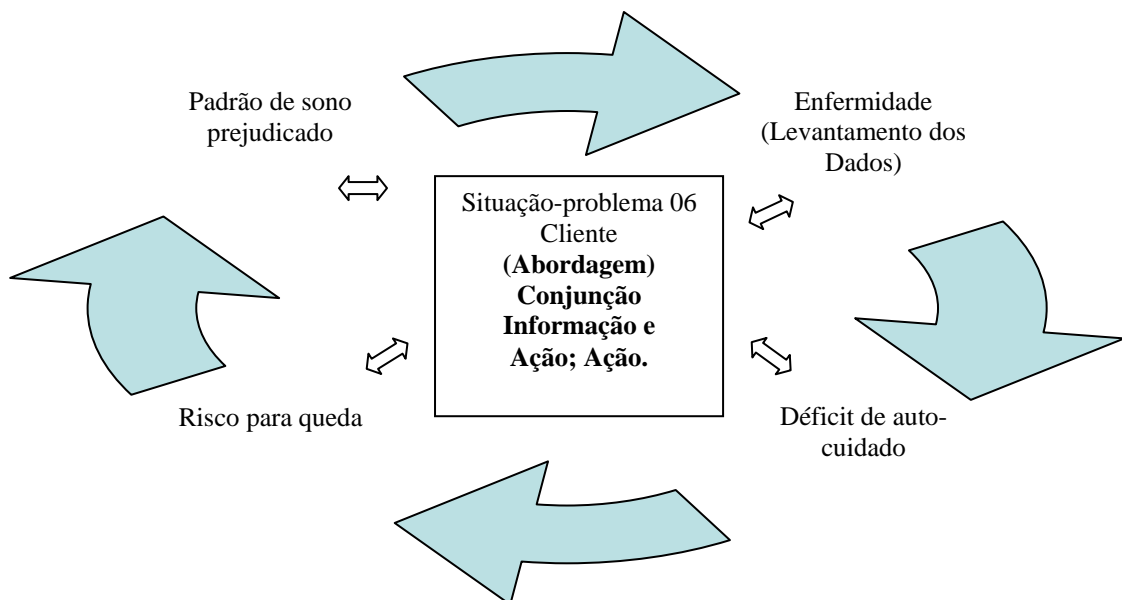 Padrão de sono
prejudicado
Enfermidade
(Levantamento dos
Dados)
Situação-problema 06
Cliente
(Abordagem)
Conjunção
Informação e
Ação; Ação.
Risco para queda
Déficit de auto-
cuidado